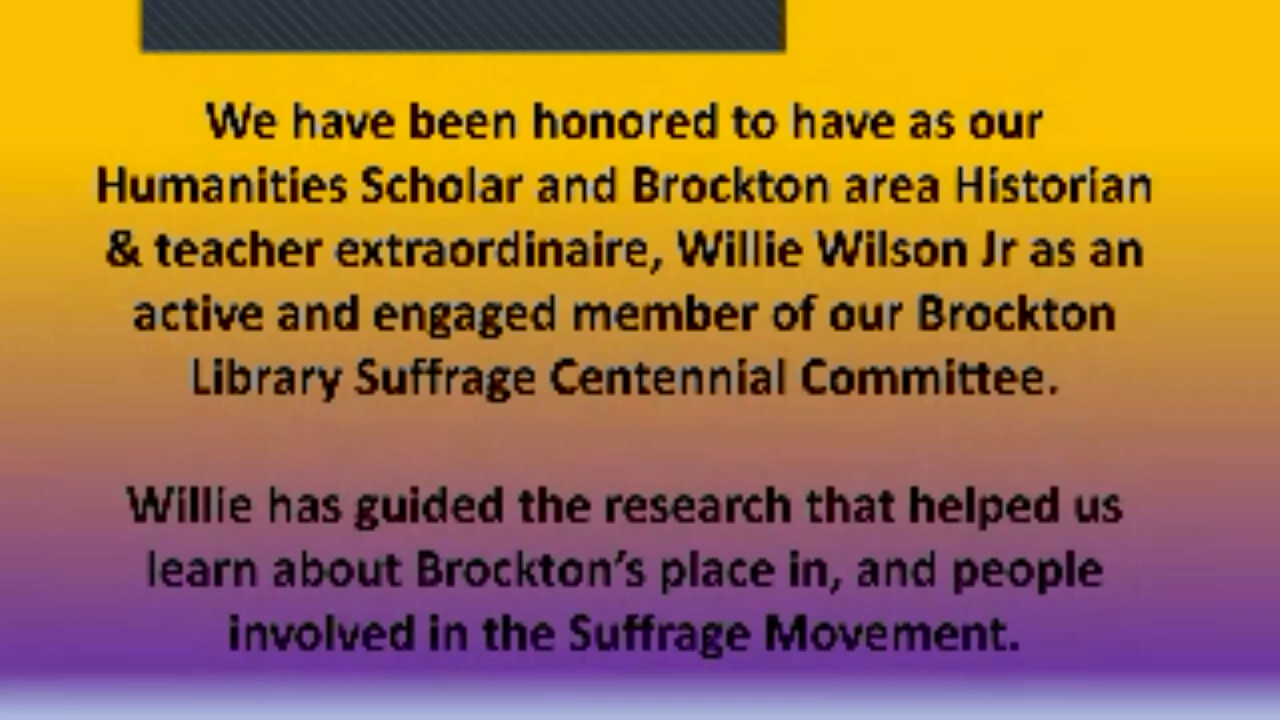 We have been honored to have as our
Humanities Scholar and Brockton area Historian
& teacher extraordinaire, Willie Wilson Jr as an
active and engaged member of our Brockton
Library Suffrage Centennial Committee.
Willie has guided the research that helped us
learn about Brockton’s place in, and people
involved in the Suffrage Movement.